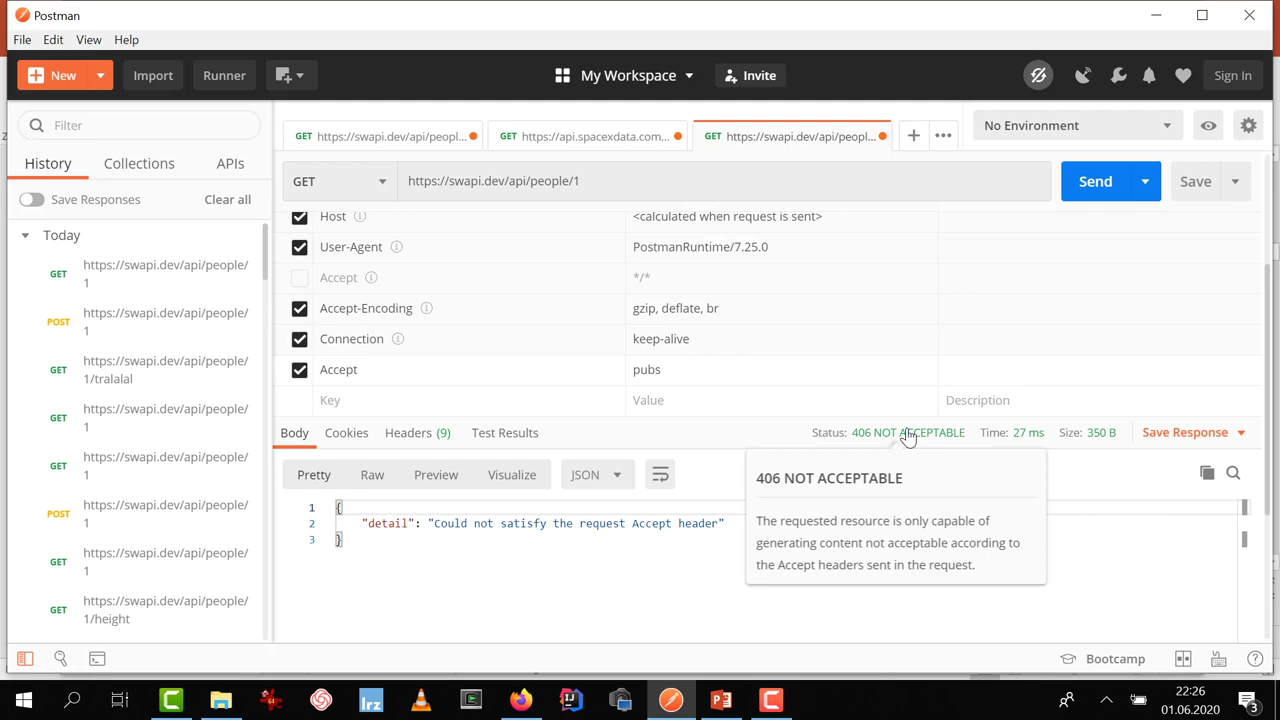 Postman
File Edit View Help
New Import Runner My Workspace Invite Sign In
Filter
History Collections APIs
Save Responses Clear all
Today
GET https://swapi.dev/api/people/
1
POST https://swapi.dev/api/people/
1
GET https://swapi.dev/api/people/
1/tralalal
GET https://swapi.dev/api/people/
1
GET https://swapi.dev/api/people/
1
POST https://swapi.dev/api/people/
1
GET https://swapi.dev/api/people/
1
GET https://swapi.dev/api/people/
1/height
GET https://swapi.dev/api/peopl... GET https://api.spacexdata.com... GET https://swapi.dev/api/peopl... No Environment
GET https://swapi.dev/api/people/1 Send Save
Host <calculated when request is sent>
User-Agent PostmanRuntime/7.25.0
Accept */*
Accept-Encoding gzip, deflate, br
Connection keep-alive
Accept pubs
Key Value Description
Body Cookies Headers (9) Test Results Status: 406 NOT ACCEPTABLE Time: 27 ms Size: 350 B Save Response
Pretty Raw Preview Visualize JSON
1 {
2 "detail": "Could not satisfy the request Accept header"
3 }
406 NOT ACCEPTABLE
The requested resource is only capable of
generating content not acceptable according to
the Accept headers sent in the request.
Bootcamp
lrz
22:26
01.06.2020
3